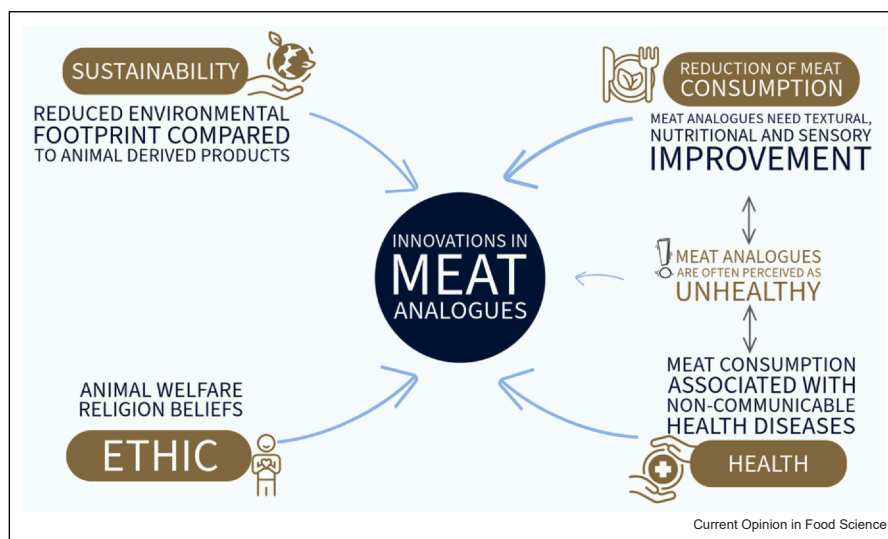 SUSTAINABILITY
REDUCED ENVIRONMENTAL
FOOTPRINT COMPARED
TO ANIMAL DERIVED PRODUCTS
REDUCTION OF MEAT
CONSUMPTION
MEAT ANALOGUES NEED TEXTURAL,
NUTRITIONAL AND SENSORY
IMPROVEMENT
INNOVATIONS IN
MEAT
ANALOGUES
MEAT ANALOGUES
ARE OFTEN PERCEIVED AS
UNHEALTHY
ANIMAL WELFARE
RELIGION BELIEFS
ETHIC
MEAT CONSUMPTION
ASSOCIATED WITH
NON-COMMUNICABLE
HEALTH DISEASES
HEALTH
Current Opinion in Food Science